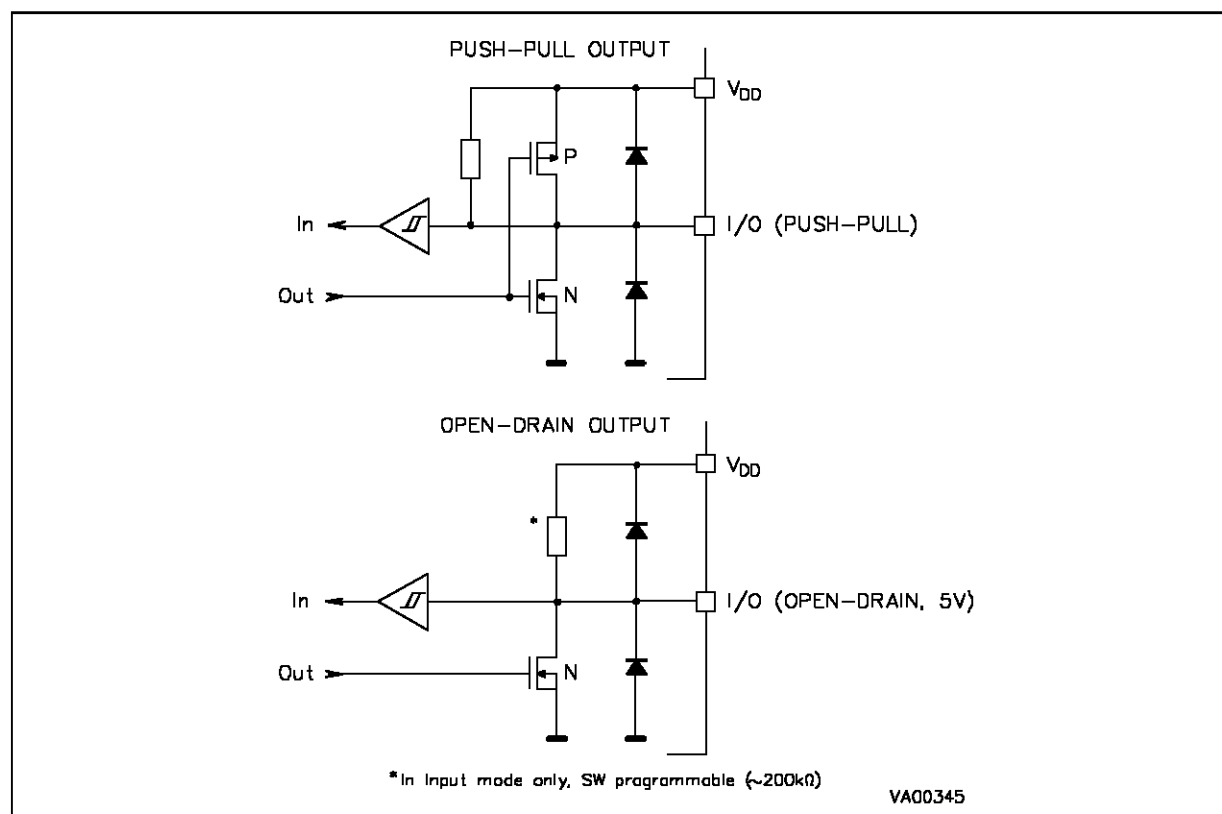 PUSH-PULL OUTPUT
VDD
P
In
I/O (PUSH-PULL)
Out
N
OPEN-DRAIN OUTPUT
VDD
*
In
I/O (OPEN-DRAIN, 5V)
Out
N
*In Input mode only, SW programmable (~200kΩ)
VA00345